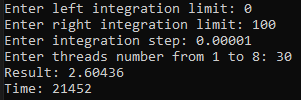 Enter left integration limit: 0
Enter right integration limit: 100
Enter integration step: 0.00001
Enter threads number from 1 to 8: 30
Result: 2.60436
Time: 21452